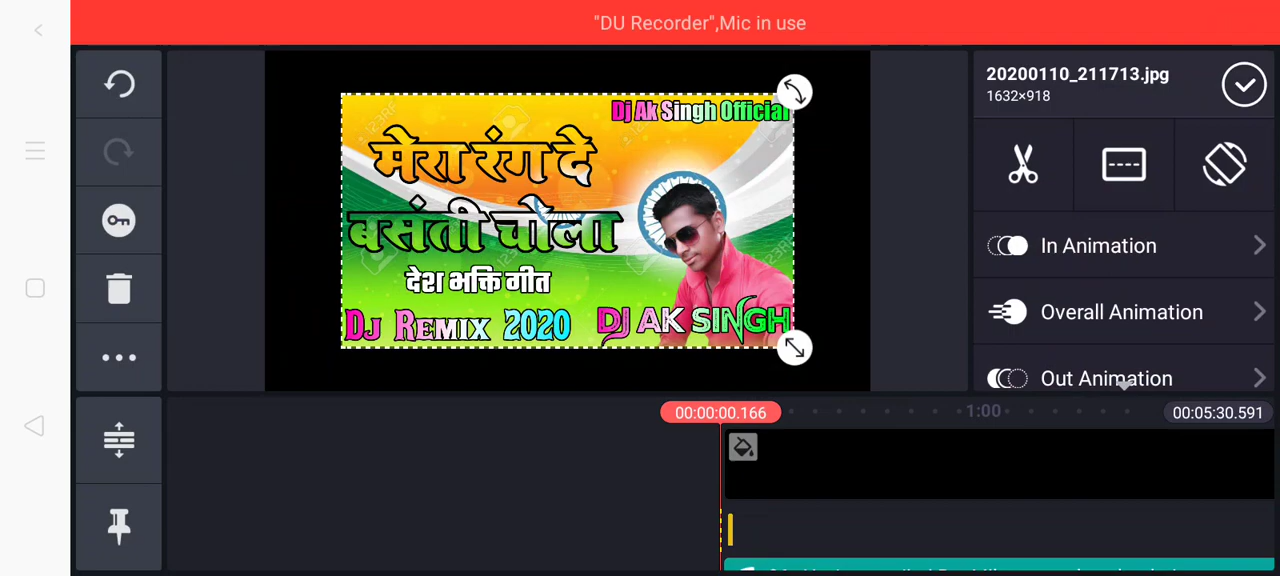 "DU Recorder",Mic in use
20200110_211713.jpg
1632×918
Dj Ak Singh Official
मेरा रंग दे
बसंती चोला
देश भक्ति गीत
Dj Remix 2020
DJ AK SINGH
123RF
In Animation
Overall Animation
Out Animation
00:00:00.166
1:00
00:05:30.591